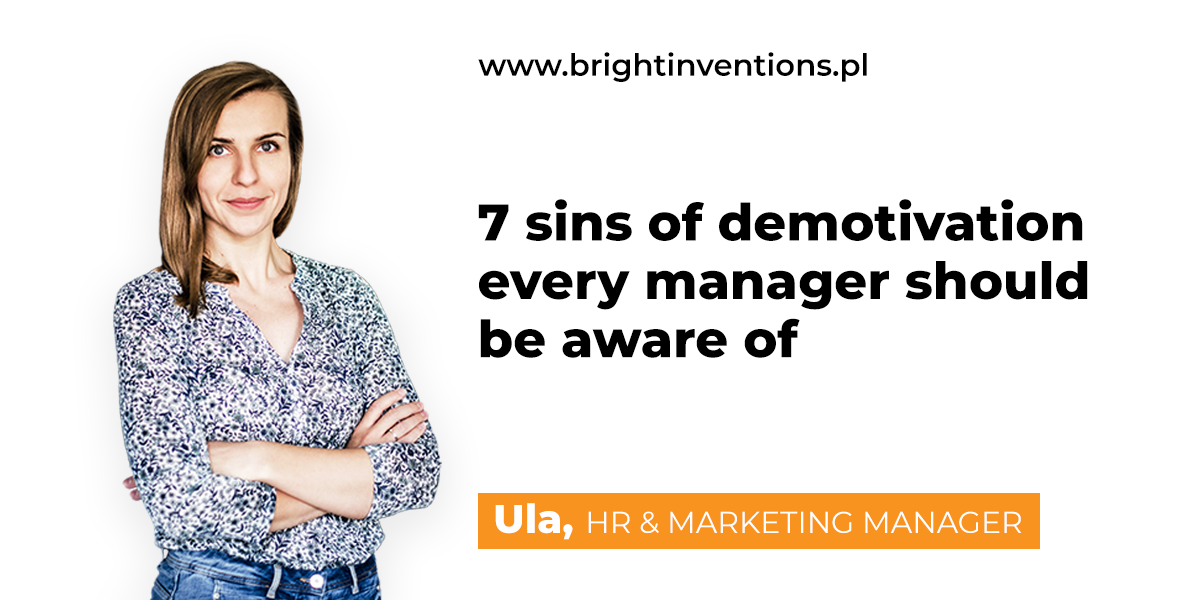 www.brightinventions.pl
7 sins of demotivation
every manager should
be aware of
Ula, HR & MARKETING MANAGER